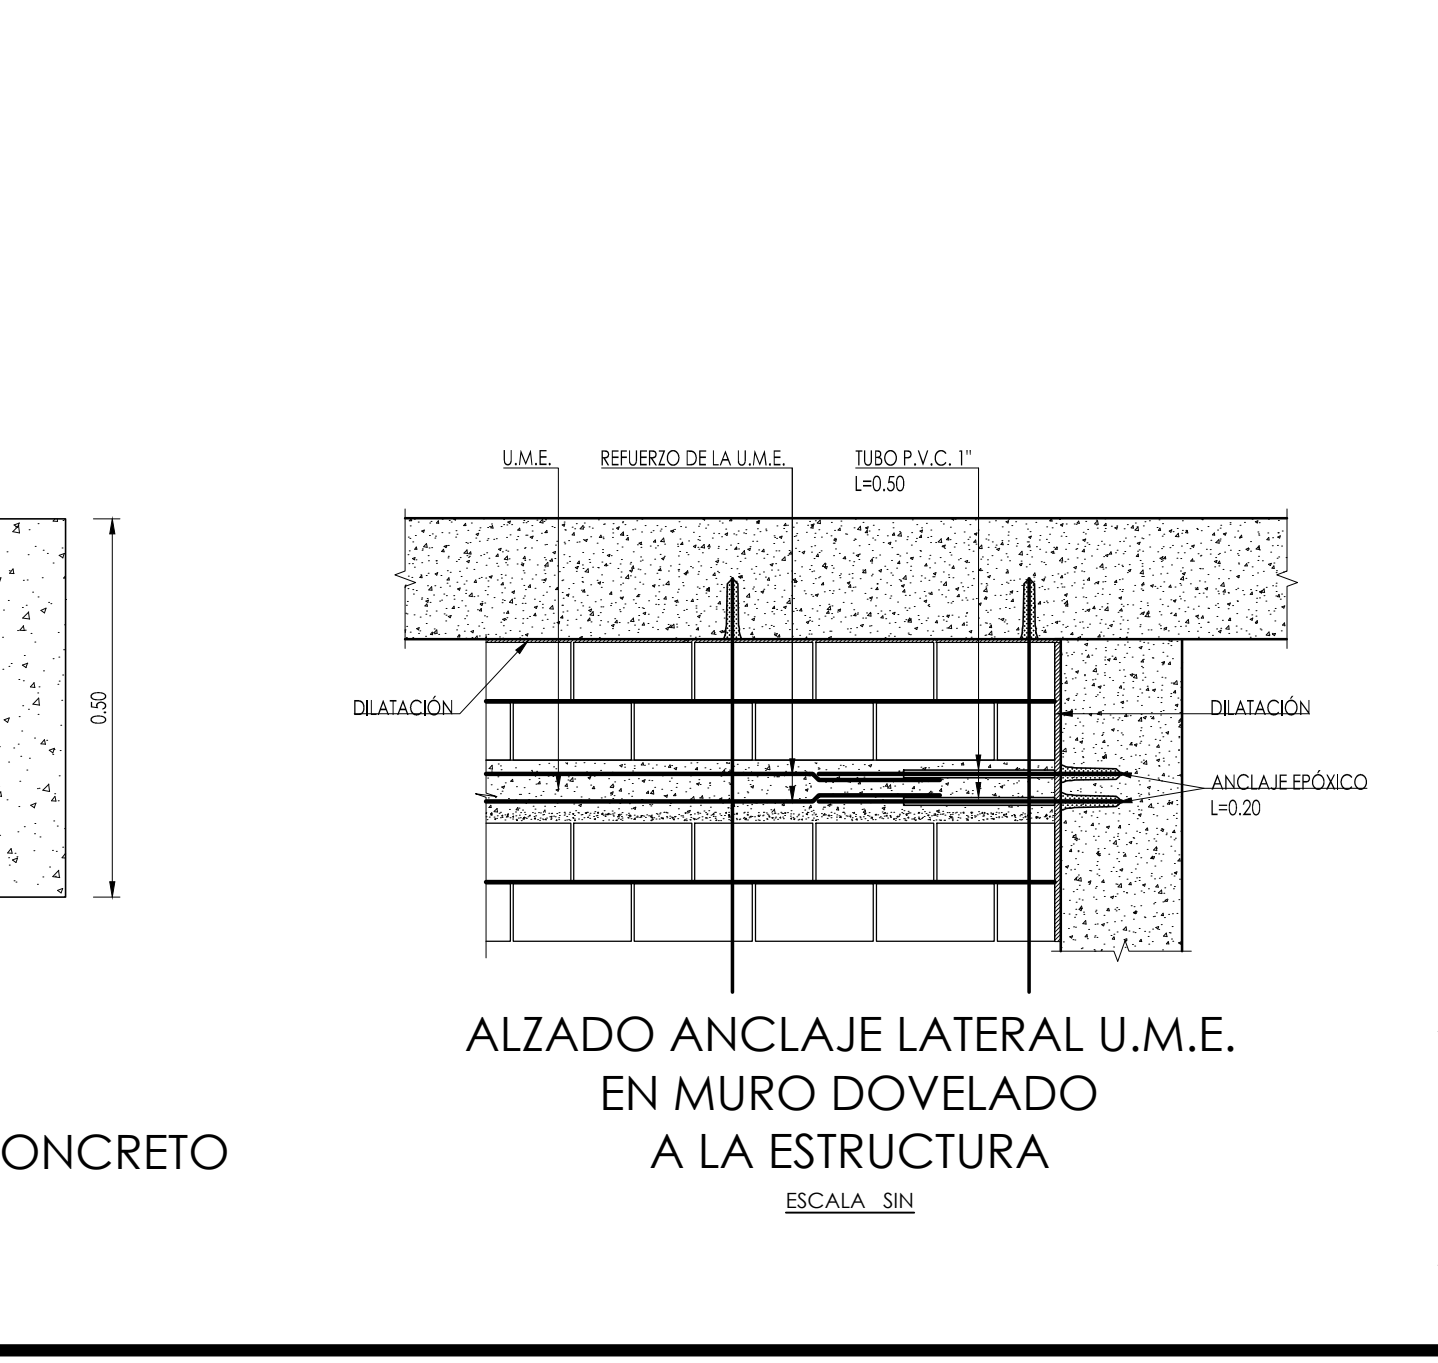 U.M.E.
REFUERZO DE LA U.M.E.
TUBO P.V.C. 1"
L=0.50
0.50
DILATACIÓN
DILATACIÓN
ANCLAJE EPÓXICO
L=0.20
ALZADO ANCLAJE LATERAL U.M.E.
EN MURO DOVELADO
A LA ESTRUCTURA
ESCALA SIN
ONCRETO